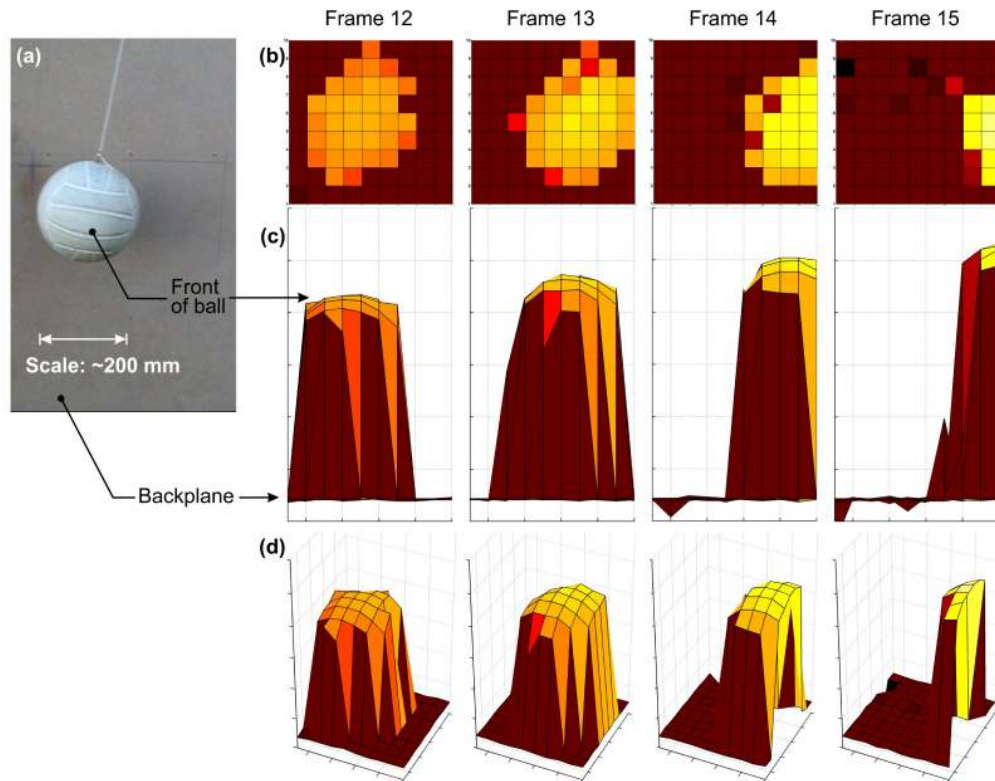 Frame 12
Frame 13
Frame 14
Frame 15
(a)
(b)
(c)
Front
of ball
Scale: ~200 mm
Backplane
(d)